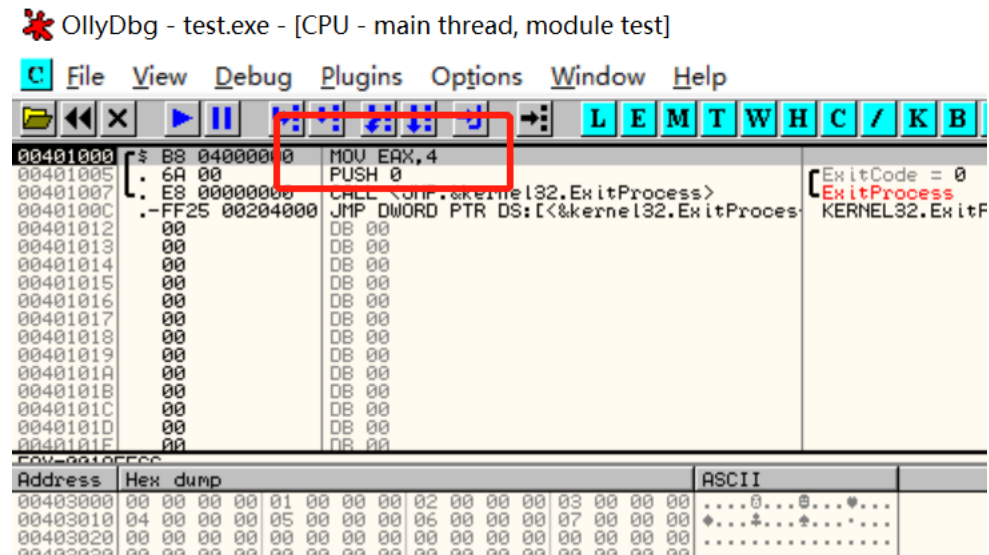 OllyDbg - test.exe - [CPU - main thread, module test]
C File View Debug Plugins Options Window Help
L E M T W H C / K B
00401000 $ B8 04000000 MOV EAX,4
00401005 . 6A 00 PUSH 0 ExitCode = 0
00401007 . E8 00000000 CALL <JMP.&kernel32.ExitProcess> ExitProcess
0040100C .-FF25 00204000 JMP DWORD PTR DS:[<&kernel32.ExitProces KERNEL32.ExitP
00401012 00 DB 00
00401013 00 DB 00
00401014 00 DB 00
00401015 00 DB 00
00401016 00 DB 00
00401017 00 DB 00
00401018 00 DB 00
00401019 00 DB 00
0040101A 00 DB 00
0040101B 00 DB 00
0040101C 00 DB 00
0040101D 00 DB 00
0040101E 00 DB 00
Address Hex dump ASCII
00403000 00 00 00 00 01 00 00 00 02 00 00 00 03 00 00 00 ....☺...☻...♥...
00403010 04 00 00 00 05 00 00 00 06 00 00 00 07 00 00 00 ♦...♣...♠...•...
00403020 00 00 00 00 00 00 00 00 00 00 00 00 00 00 00 00 ................